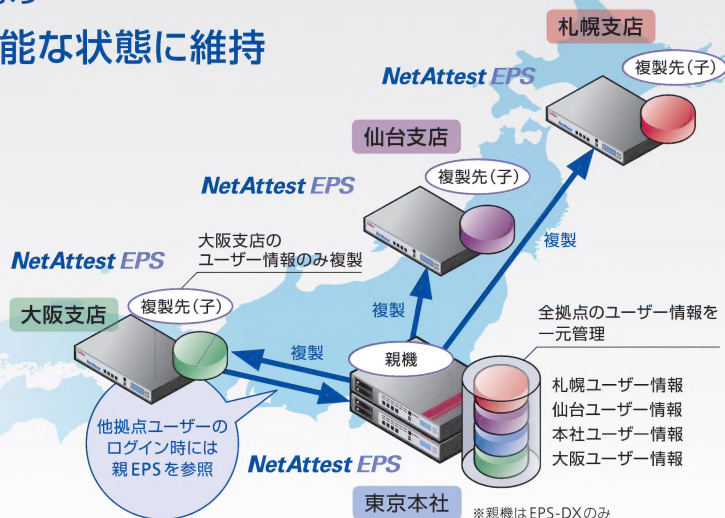 能な状態に維持
札幌支店
複製先(子)
NetAttest EPS
仙台支店
複製先(子)
NetAttest EPS
複製
大阪支店の
ユーザー情報のみ複製
NetAttest EPS
大阪支店
複製先(子)
複製
複製
親機
全拠点のユーザー情報を
一元管理
札幌ユーザー情報
仙台ユーザー情報
本社ユーザー情報
大阪ユーザー情報
他拠点ユーザーの
ログイン時には
親EPSを参照
NetAttest EPS
東京本社
※親機はEPS-DXのみ